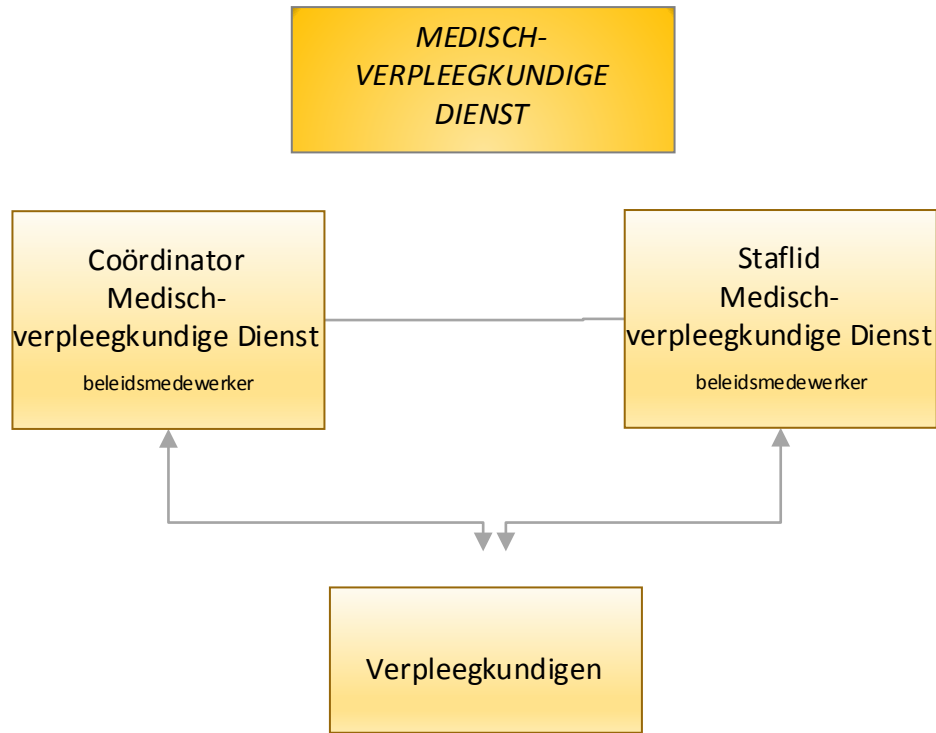 MEDISCH-
VERPLEEGKUNDIGE
DIENST
Coördinator
Medisch-
verpleegkundige Dienst
beleidsmedewerker
Staflid
Medisch-
verpleegkundige Dienst
beleidsmedewerker
Verpleegkundigen